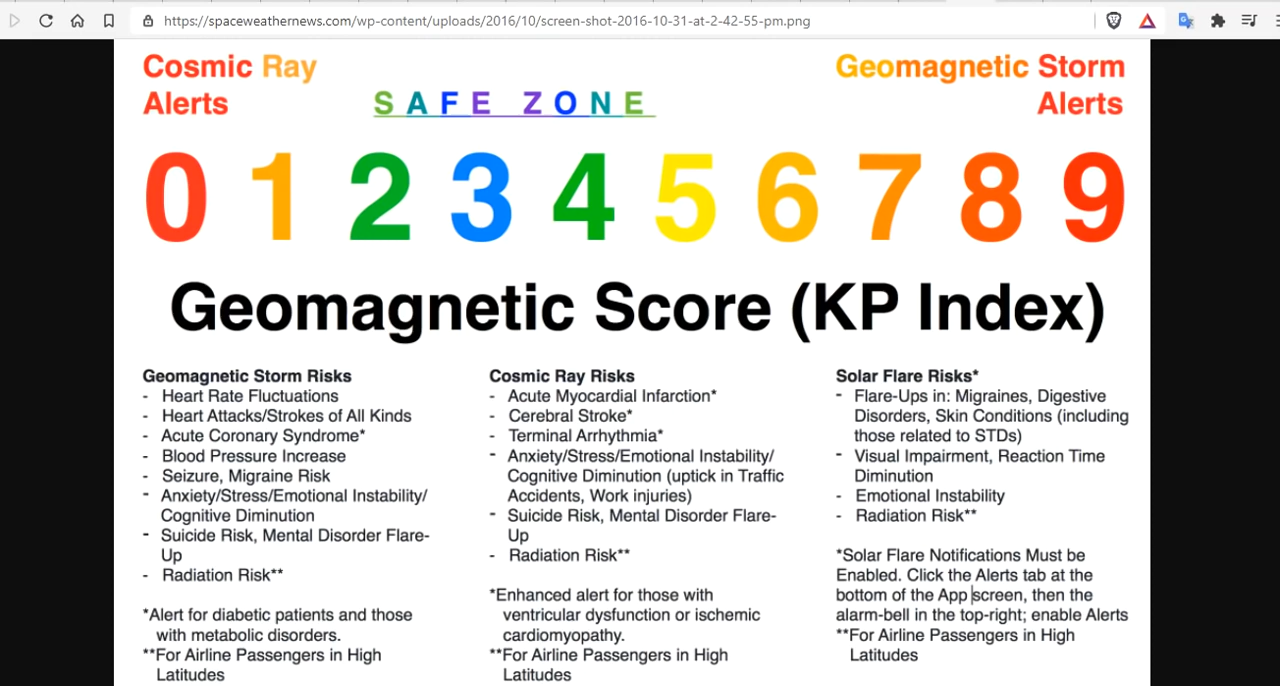 https://spaceweathernews.com/wp-content/uploads/2016/10/screen-shot-2016-10-31-at-2-42-55-pm.png
Cosmic Ray
Alerts
SAFE ZONE
Geomagnetic Storm
Alerts
0 1 2 3 4 5 6 7 8 9
Geomagnetic Score (KP Index)
Geomagnetic Storm Risks
- Heart Rate Fluctuations
- Heart Attacks/Strokes of All Kinds
- Acute Coronary Syndrome*
- Blood Pressure Increase
- Seizure, Migraine Risk
- Anxiety/Stress/Emotional Instability/
Cognitive Diminution
- Suicide Risk, Mental Disorder Flare-
Up
- Radiation Risk**
*Alert for diabetic patients and those
with metabolic disorders.
**For Airline Passengers in High
Latitudes
Cosmic Ray Risks
- Acute Myocardial Infarction*
- Cerebral Stroke*
- Terminal Arrhythmia*
- Anxiety/Stress/Emotional Instability/
Cognitive Diminution (uptick in Traffic
Accidents, Work injuries)
- Suicide Risk, Mental Disorder Flare-
Up
- Radiation Risk**
*Enhanced alert for those with
ventricular dysfunction or ischemic
cardiomyopathy.
**For Airline Passengers in High
Latitudes
Solar Flare Risks*
- Flare-Ups in: Migraines, Digestive
Disorders, Skin Conditions (including
those related to STDs)
- Visual Impairment, Reaction Time
Diminution
- Emotional Instability
- Radiation Risk**
*Solar Flare Notifications Must be
Enabled. Click the Alerts tab at the
bottom of the App screen, then the
alarm-bell in the top-right; enable Alerts
**For Airline Passengers in High
Latitudes